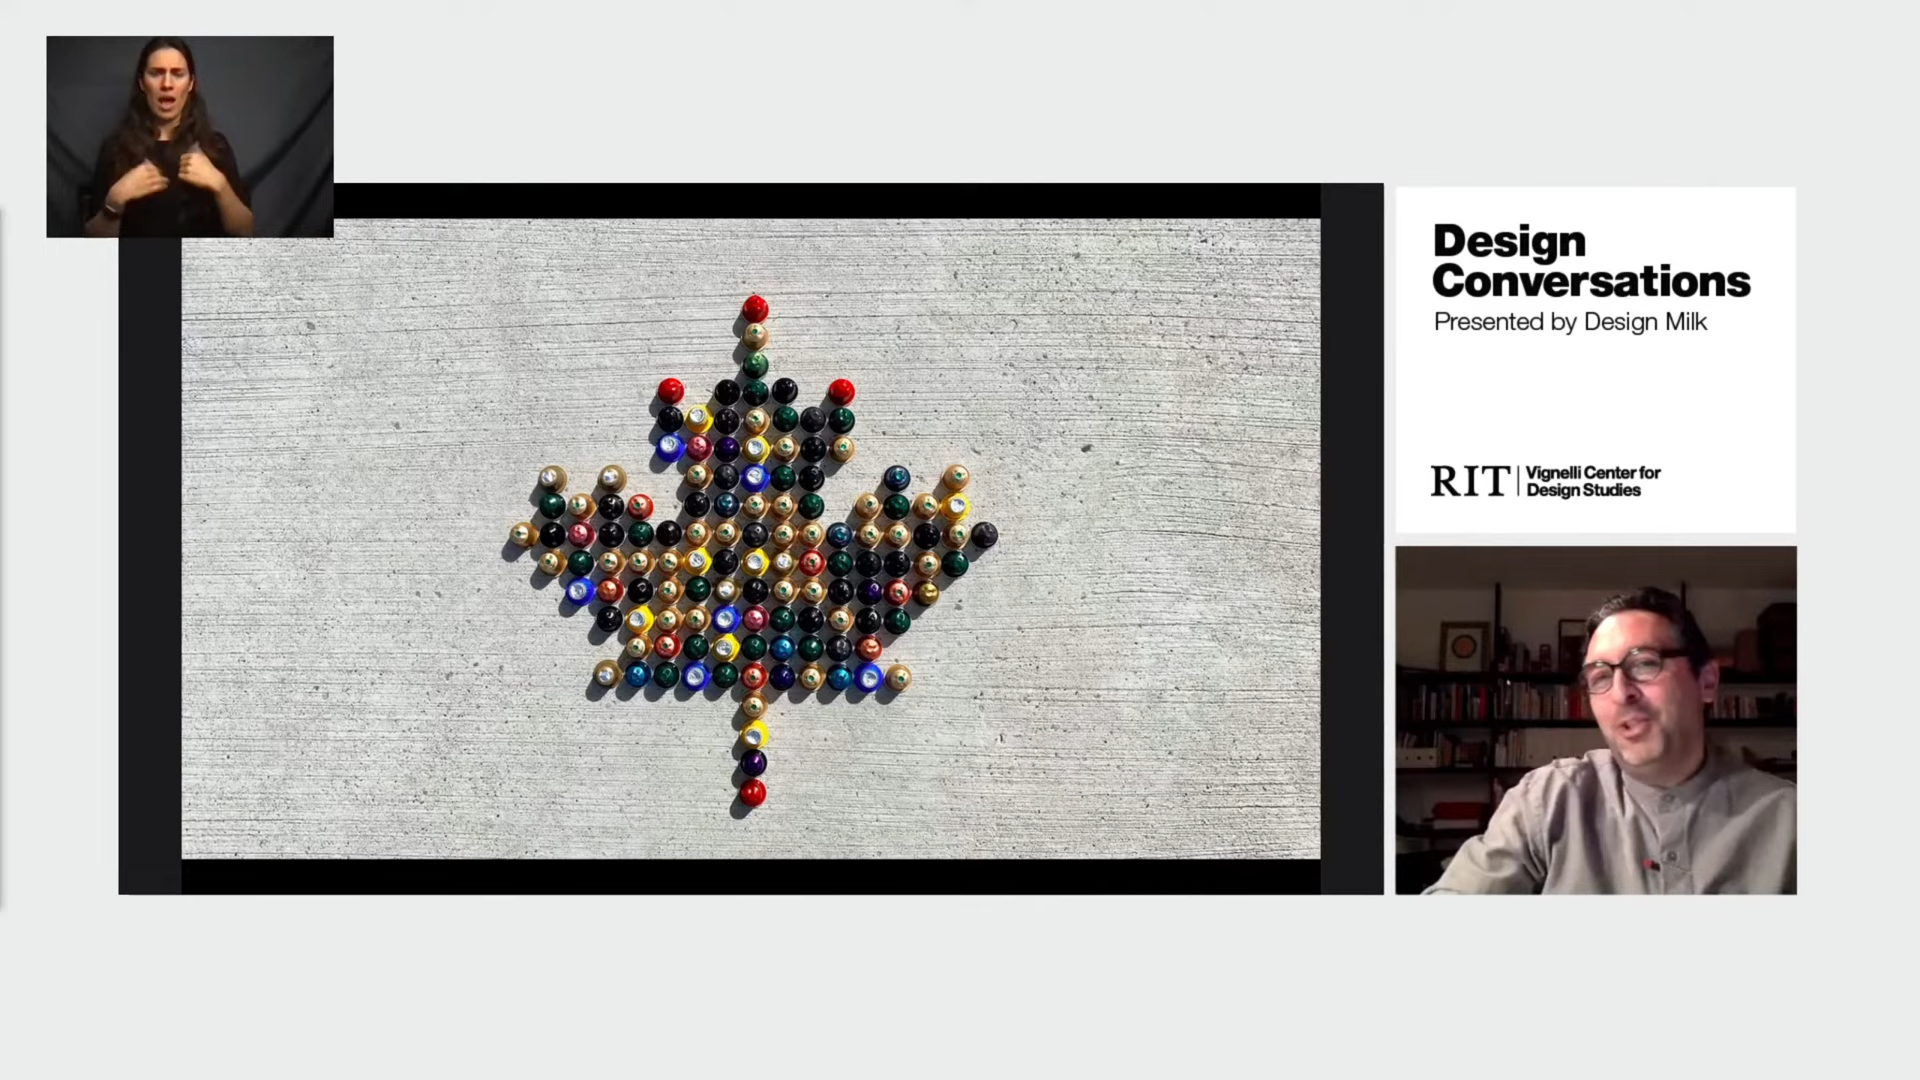 Design
Conversations
Presented by Design Milk
RIT
Vignelli Center for
Design Studies